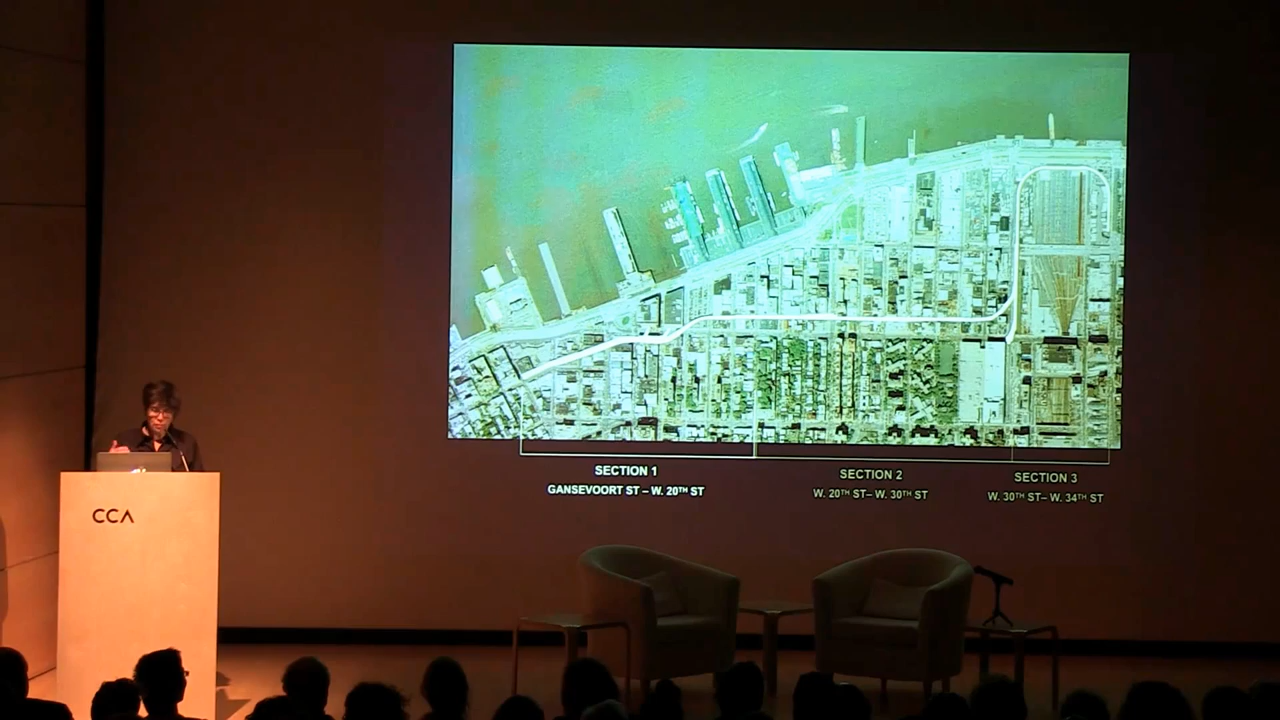 CCA
SECTION 1
GANSEVOORT ST – W. 20TH ST
SECTION 2
W. 20TH ST– W. 30TH ST
SECTION 3
W. 30TH ST– W. 34TH ST